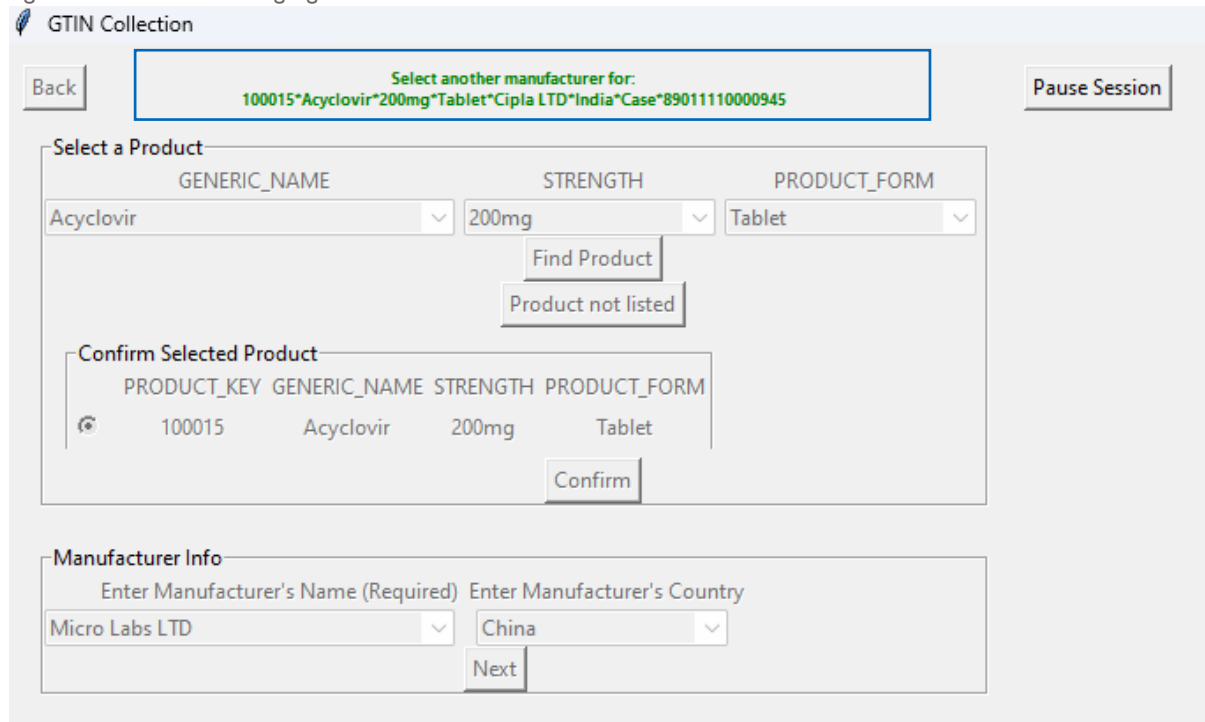 GTIN Collection
Back
Select another manufacturer for:
100015*Acyclovir*200mg*Tablet*Cipla LTD*India*Case*89011110000945
Pause Session
Select a Product
GENERIC_NAME STRENGTH PRODUCT_FORM
Acyclovir 200mg Tablet
Find Product
Product not listed
Confirm Selected Product
PRODUCT_KEY GENERIC_NAME STRENGTH PRODUCT_FORM
100015 Acyclovir 200mg Tablet
Confirm
Manufacturer Info
Enter Manufacturer's Name (Required) Enter Manufacturer's Country
Micro Labs LTD China
Next